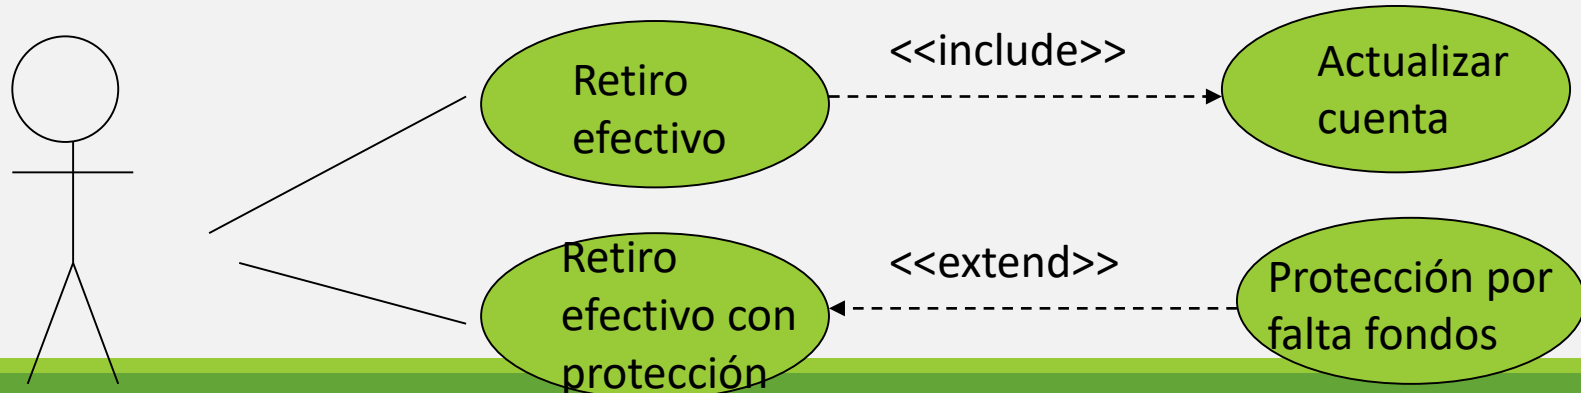 Retiro
efectivo
<<include>>
Actualizar
cuenta
Retiro
efectivo con
protección
<<extend>>
Protección por
falta fondos